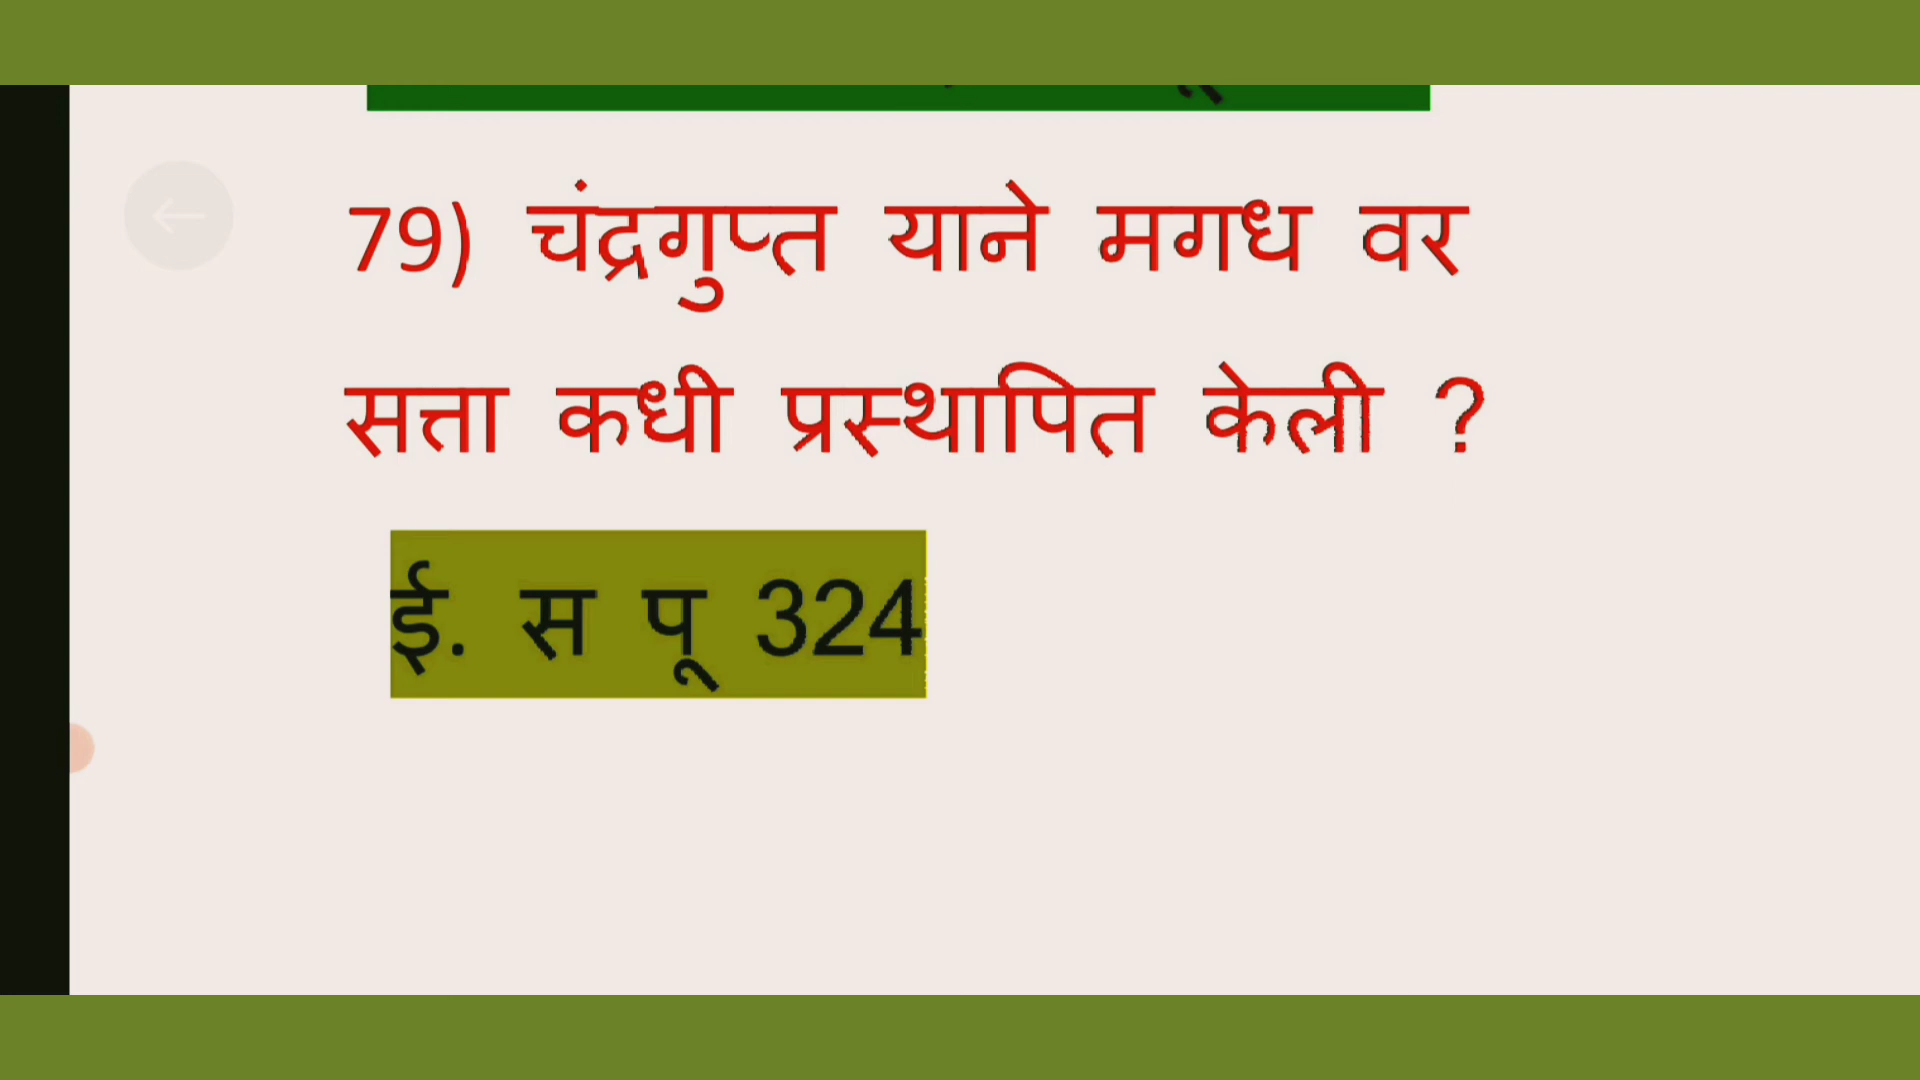 79) चंद्रगुप्त याने मगध वर
सत्ता कधी प्रस्थापित केली ?
ई. स पू 324